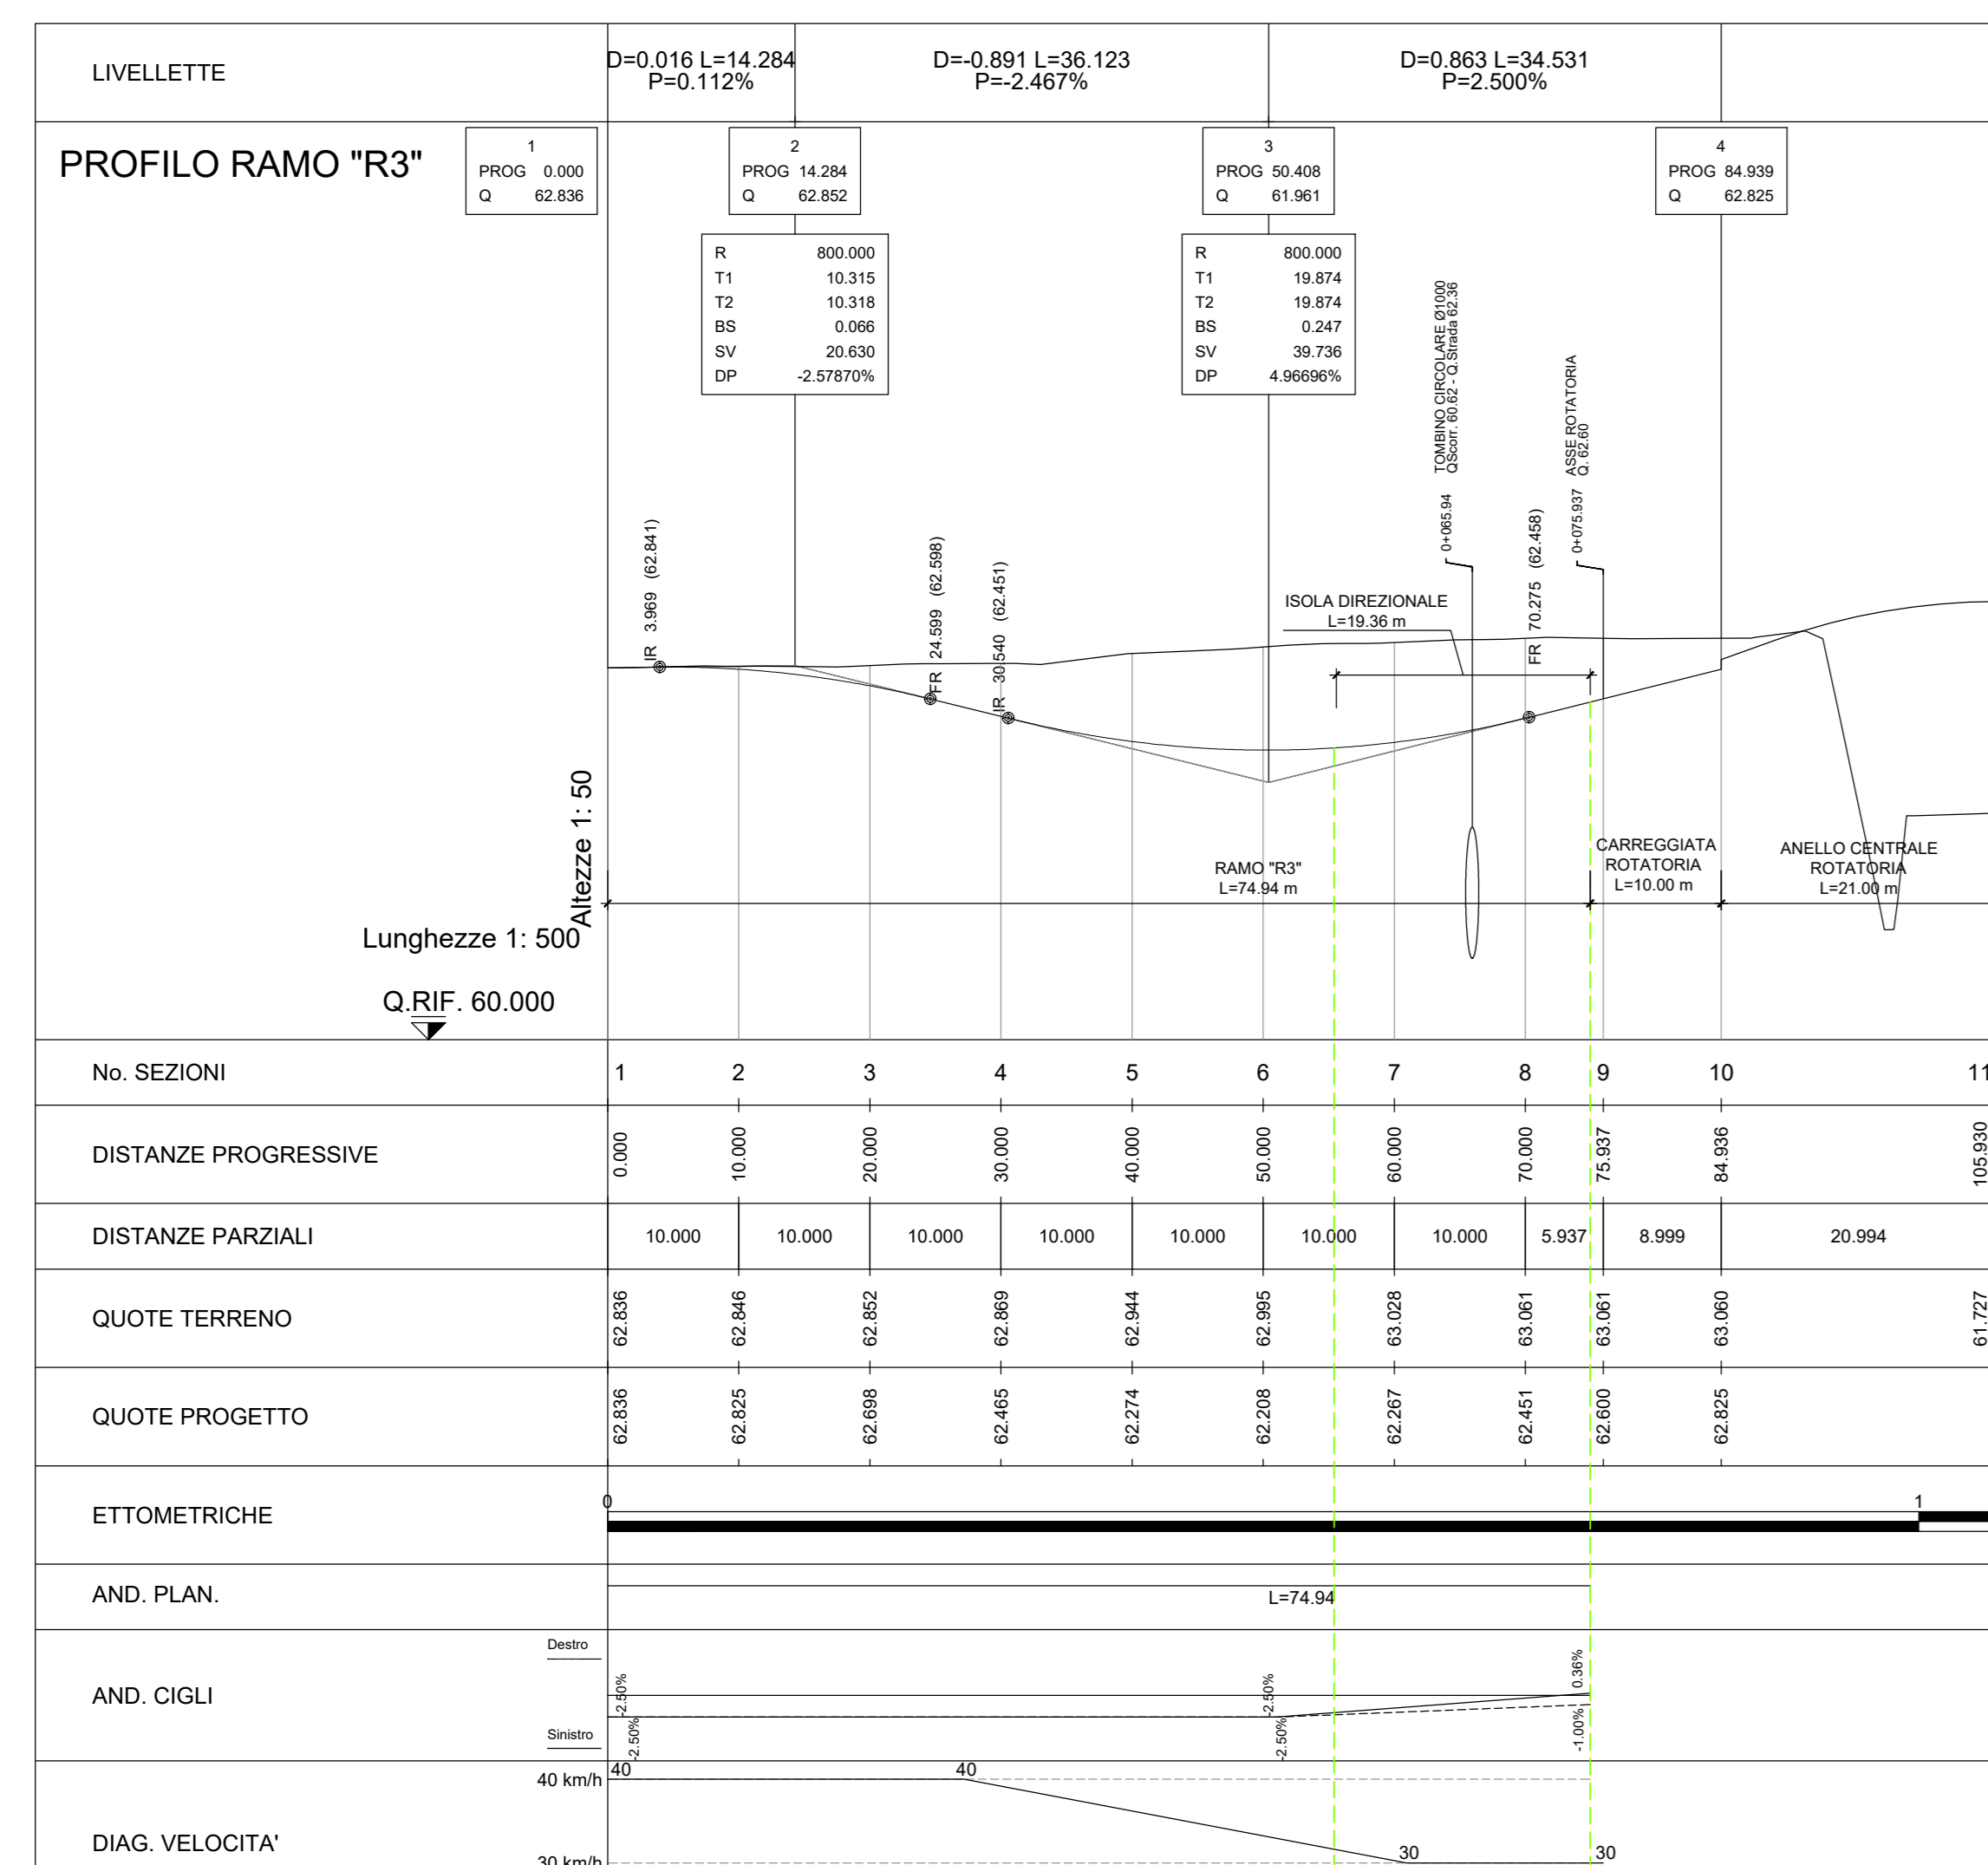 LIVELLETTE
D=0.016 L=14.284
P=0.112%
D=-0.891 L=36.123
P=-2.467%
D=0.863 L=34.531
P=2.500%
PROFILO RAMO "R3"
1
PROG 0.000
Q 62.836
2
PROG 14.284
Q 62.852
3
PROG 50.408
Q 61.961
4
PROG 84.939
Q 62.825
R 800.000
T1 10.315
T2 10.318
BS 0.066
SV 20.630
DP -2.57870%
R 800.000
T1 19.874
T2 19.874
BS 0.247
SV 39.736
DP 4.96696%
IR 3.969 (62.841)
FR 24.599 (62.598)
IR 30.540 (62.451)
0+065.94 TOMBINO CIRCOLARE Ø1000
QScorr. 60.62 - Q.Strada 62.36
FR 70.275 (62.458)
0+075.937 ASSE ROTATORIA
Q. 62.60
ISOLA DIREZIONALE
L=19.36 m
RAMO "R3"
L=74.94 m
CARREGGIATA
ROTATORIA
L=10.00 m
ANELLO CENTRALE
ROTATORIA
L=21.00 m
Altezze 1: 50
Lunghezze 1: 500
Q.RIF. 60.000
No. SEZIONI 1 2 3 4 5 6 7 8 9 10 11
DISTANZE PROGRESSIVE 0.000 10.000 20.000 30.000 40.000 50.000 60.000 70.000 75.937 84.936 105.930
DISTANZE PARZIALI 10.000 10.000 10.000 10.000 10.000 10.000 10.000 5.937 8.999 20.994
QUOTE TERRENO 62.836 62.846 62.852 62.869 62.944 62.995 63.028 63.061 63.061 63.060 61.727
QUOTE PROGETTO 62.836 62.825 62.698 62.465 62.274 62.208 62.267 62.451 62.600 62.825
ETTOMETRICHE 0 1
AND. PLAN. L=74.94
AND. CIGLI
Destro
-2.50% -2.50% 0.36%
Sinistro
-2.50% -2.50% -1.00%
DIAG. VELOCITA'
40 km/h 40 40
30 km/h 30 30